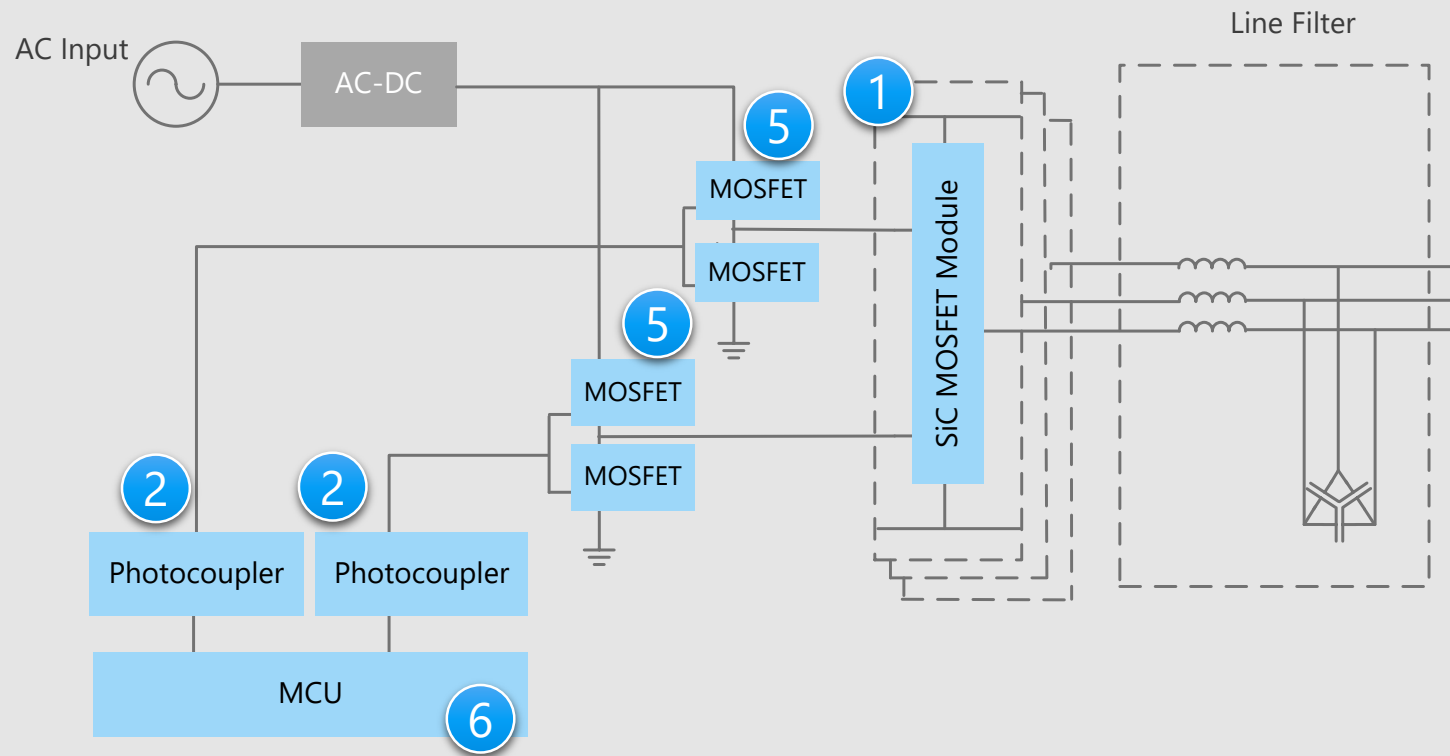 Line Filter
AC Input
AC-DC
1
5
MOSFET
MOSFET
SiC MOSFET Module
5
MOSFET
MOSFET
2
2
Photocoupler
Photocoupler
MCU
6